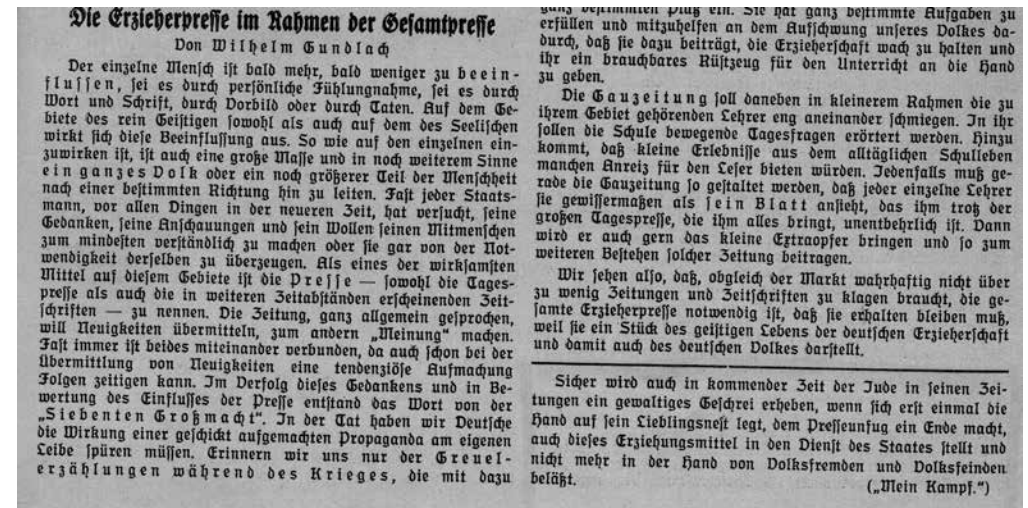 Die Erzieherpresse im Rahmen der Gesamtpresse
Von Wilhelm Gundlach
Der einzelne Mensch ist bald mehr, bald weniger zu beein-
flussen, sei es durch persönliche Fühlungnahme, sei es durch
Wort und Schrift, durch Vorbild oder durch Taten. Auf dem Ge-
biete des rein Geistigen sowohl als auch auf dem des Seelischen
wirkt sich diese Beeinflussung aus. So wie auf den einzelnen ein-
zuwirken ist, ist auch eine große Masse und in noch weiterem Sinne
ein ganzes Volk oder ein noch größerer Teil der Menschheit
nach einer bestimmten Richtung hin zu leiten. Fast jeder Staats-
mann, vor allen Dingen in der neueren Zeit, hat versucht, seine
Gedanken, seine Anschauungen und sein Wollen seinen Mitmenschen
zum mindesten verständlich zu machen oder sie gar von der Not-
wendigkeit derselben zu überzeugen. Als eines der wirksamsten
Mittel auf diesem Gebiete ist die Presse — sowohl die Tages-
presse als auch die in weiteren Zeitabständen erscheinenden Zeit-
schriften — zu nennen. Die Zeitung, ganz allgemein gesprochen,
will Neuigkeiten übermitteln, zum andern „Meinung" machen.
Fast immer ist beides miteinander verbunden, da auch schon bei der
Übermittlung von Neuigkeiten eine tendenziöse Aufmachung
Folgen zeitigen kann. Im Verfolg dieses Gedankens und in Be-
wertung des Einflusses der Presse entstand das Wort von der
„Siebenten Großmacht". In der Tat haben wir Deutsche
die Wirkung einer geschickt aufgemachten Propaganda am eigenen
Leibe spüren müssen. Erinnern wir uns nur der Greuel-
erzählungen während des Krieges, die mit dazu
ganz bestimmten Platz ein. Sie hat ganz bestimmte Aufgaben zu
erfüllen und mitzuhelfen an dem Aufschwung unseres Volkes da-
durch, daß sie dazu beiträgt, die Erzieherschaft wach zu halten und
ihr ein brauchbares Rüstzeug für den Unterricht an die Hand
zu geben.
Die Gauzeitung soll daneben in kleinerem Rahmen die zu
ihrem Gebiet gehörenden Lehrer eng aneinander schmiegen. In ihr
sollen die Schule bewegende Tagesfragen erörtert werden. Hinzu
kommt, daß kleine Erlebnisse aus dem alltäglichen Schulleben
manchen Anreiz für den Leser bieten würden. Jedenfalls muß ge-
rade die Gauzeitung so gestaltet werden, daß jeder einzelne Lehrer
sie gewissermaßen als sein Blatt ansieht, das ihm trotz der
großen Tagespresse, die ihm alles bringt, unentbehrlich ist. Dann
wird er auch gern das kleine Extraopfer bringen und so zum
weiteren Bestehen solcher Zeitung beitragen.
Wir sehen also, daß, obgleich der Markt wahrhaftig nicht über
zu wenig Zeitungen und Zeitschriften zu klagen braucht, die ge-
samte Erzieherpresse notwendig ist, daß sie erhalten bleiben muß,
weil sie ein Stück des geistigen Lebens der deutschen Erzieherschaft
und damit auch des deutschen Volkes darstellt.
Sicher wird auch in kommender Zeit der Jude in seinen Zei-
tungen ein gewaltiges Geschrei erheben, wenn sich erst einmal die
Hand auf sein Lieblingsnest legt, dem Presseunfug ein Ende macht,
auch dieses Erziehungsmittel in den Dienst des Staates stellt und
nicht mehr in der Hand von Volksfremden und Volksfeinden
beläßt.
(„Mein Kampf.")